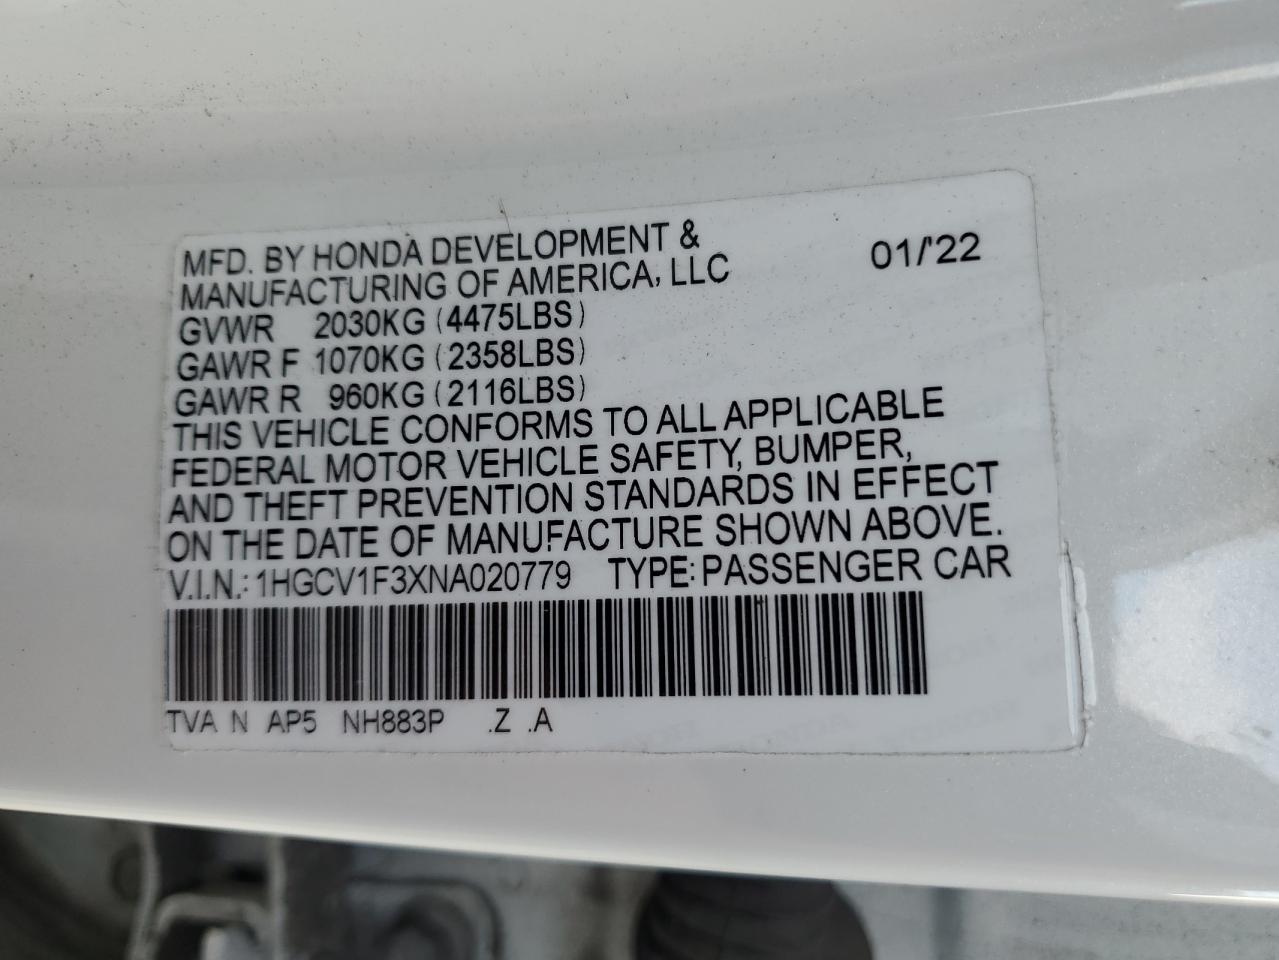 MFD. BY HONDA DEVELOPMENT &
MANUFACTURING OF AMERICA, LLC 01/'22
GVWR 2030KG (4475LBS)
GAWR F 1070KG (2358LBS)
GAWR R 960KG (2116LBS)
THIS VEHICLE CONFORMS TO ALL APPLICABLE
FEDERAL MOTOR VEHICLE SAFETY, BUMPER,
AND THEFT PREVENTION STANDARDS IN EFFECT
ON THE DATE OF MANUFACTURE SHOWN ABOVE.
V.I.N.: 1HGCV1F3XNA020779 TYPE: PASSENGER CAR
TVA N AP5 NH883P .Z .A